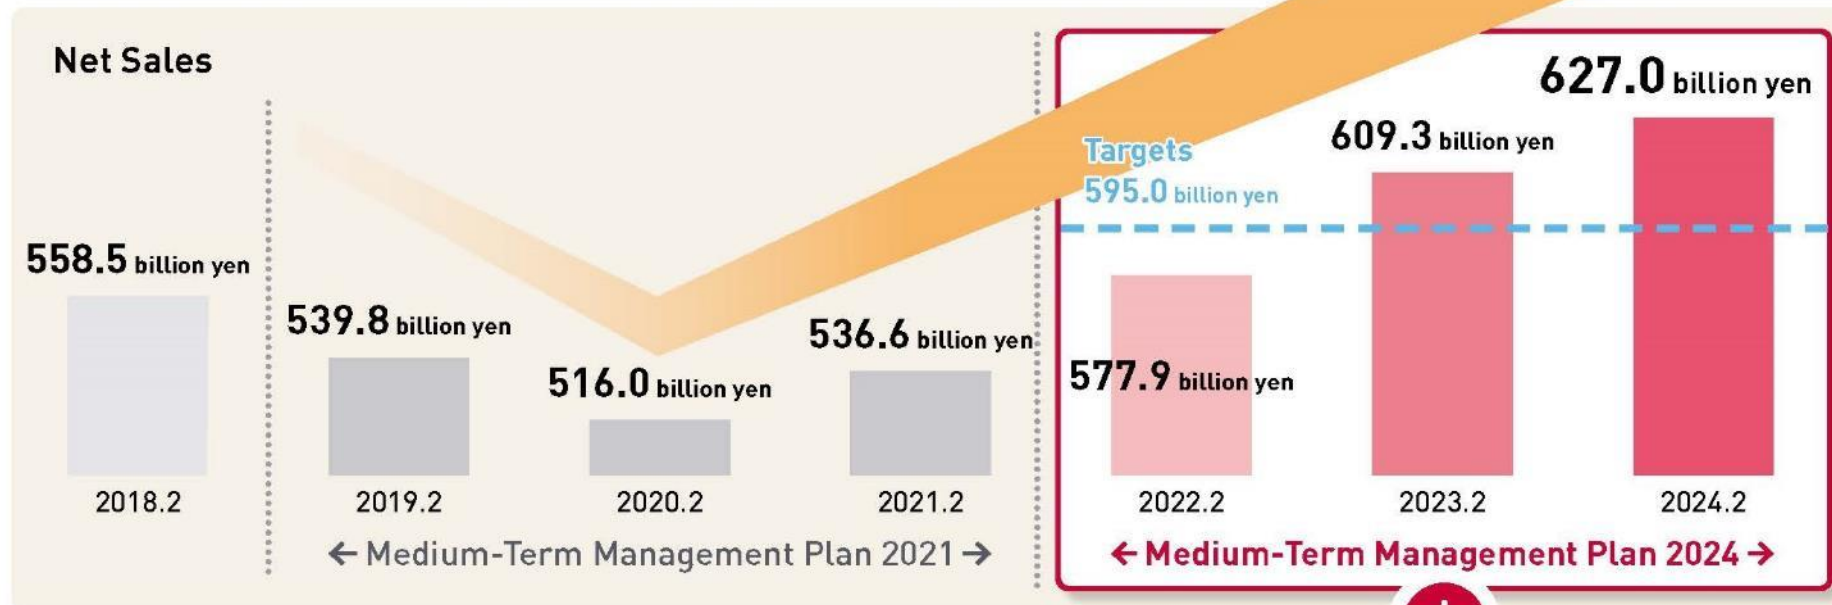 Net Sales
558.5 billion yen
539.8 billion yen
516.0 billion yen
536.6 billion yen
Targets
595.0 billion yen
577.9 billion yen
609.3 billion yen
627.0 billion yen
2018.2
2019.2
2020.2
2021.2
2022.2
2023.2
2024.2
← Medium-Term Management Plan 2021 →
← Medium-Term Management Plan 2024 →